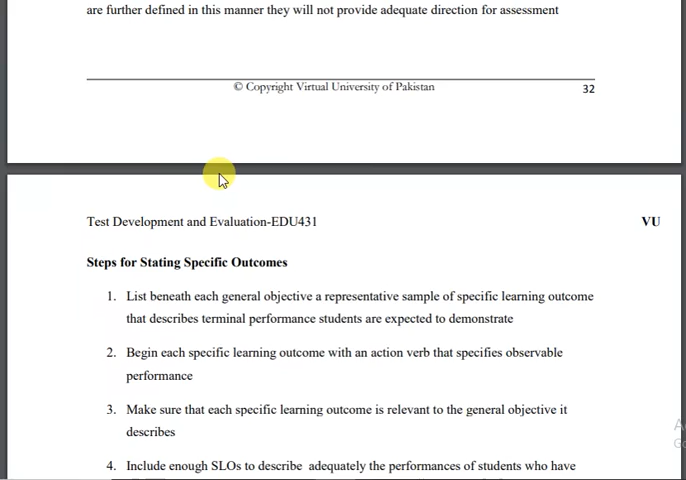 are further defined in this manner they will not provide adequate direction for assessment
© Copyright Virtual University of Pakistan 32
Test Development and Evaluation-EDU431 VU
Steps for Stating Specific Outcomes
1. List beneath each general objective a representative sample of specific learning outcome
that describes terminal performance students are expected to demonstrate
2. Begin each specific learning outcome with an action verb that specifies observable
performance
3. Make sure that each specific learning outcome is relevant to the general objective it
describes
4. Include enough SLOs to describe adequately the performances of students who have